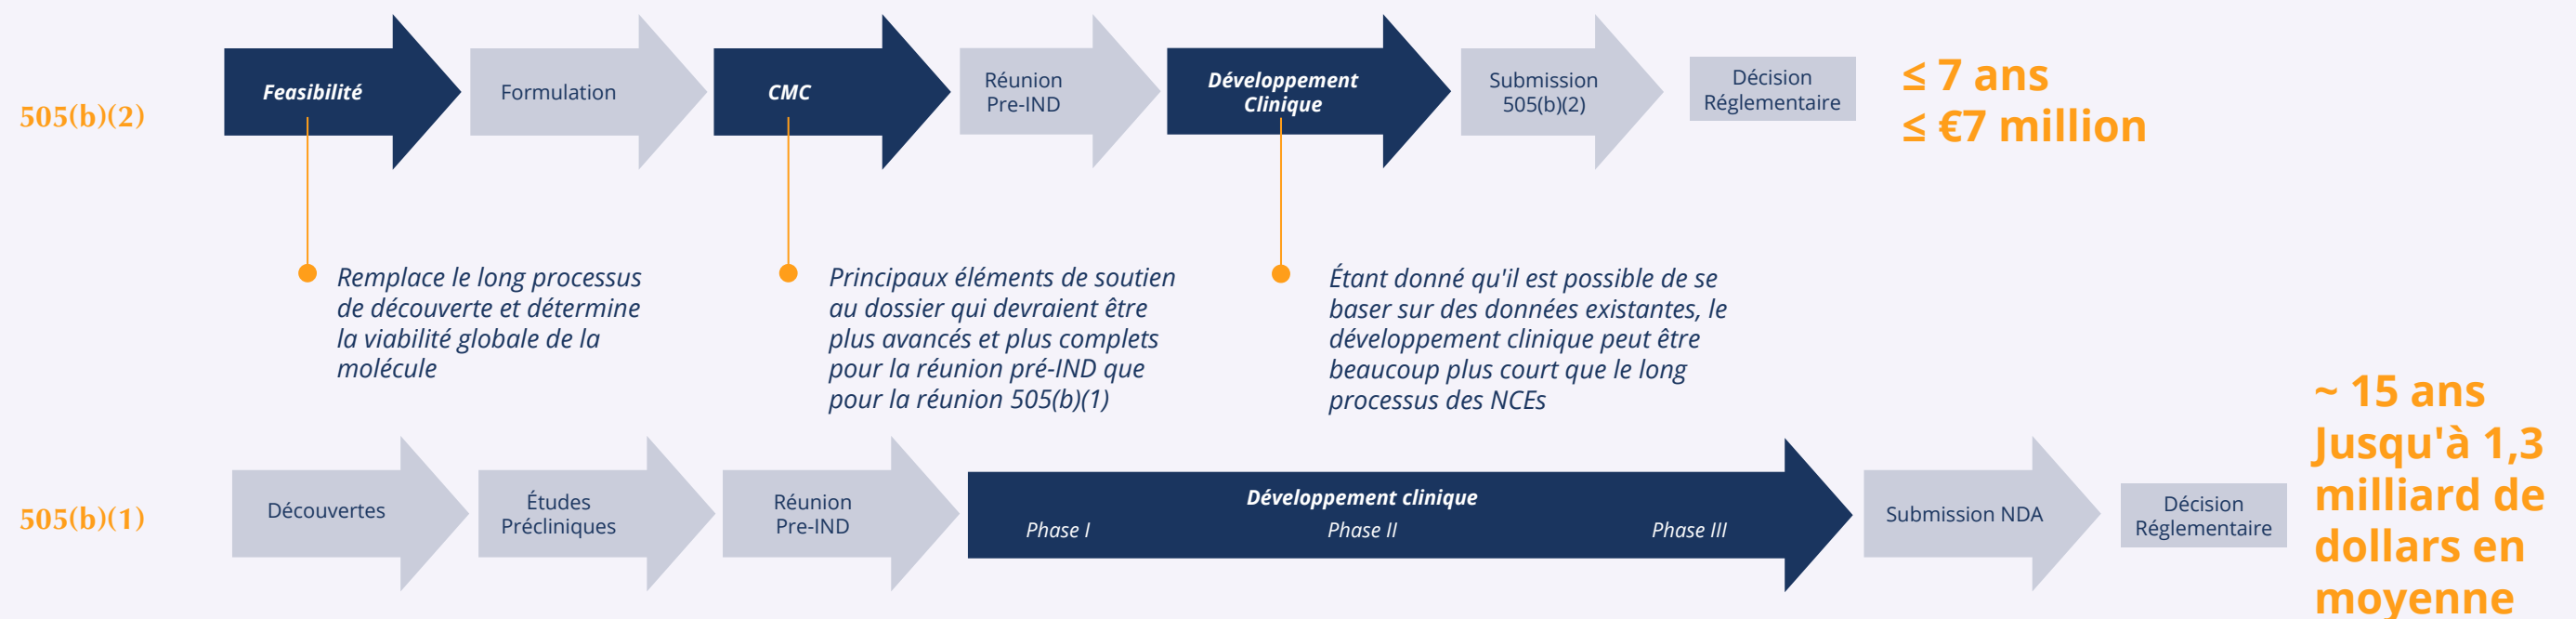 505(b)(2)
Feasibilité
Formulation
CMC
Réunion
Pre-IND
Développement
Clinique
Submission
505(b)(2)
Décision
Réglementaire
≤ 7 ans
≤ €7 million
Remplace le long processus
de découverte et détermine
la viabilité globale de la
molécule
Principaux éléments de soutien
au dossier qui devraient être
plus avancés et plus complets
pour la réunion pré-IND que
pour la réunion 505(b)(1)
Étant donné qu'il est possible de se
baser sur des données existantes, le
développement clinique peut être
beaucoup plus court que le long
processus des NCEs
505(b)(1)
Découvertes
Études
Précliniques
Réunion
Pre-IND
Développement clinique
Phase I
Phase II
Phase III
Submission NDA
Décision
Réglementaire
~ 15 ans
Jusqu'à 1,3
milliard de
dollars en
moyenne